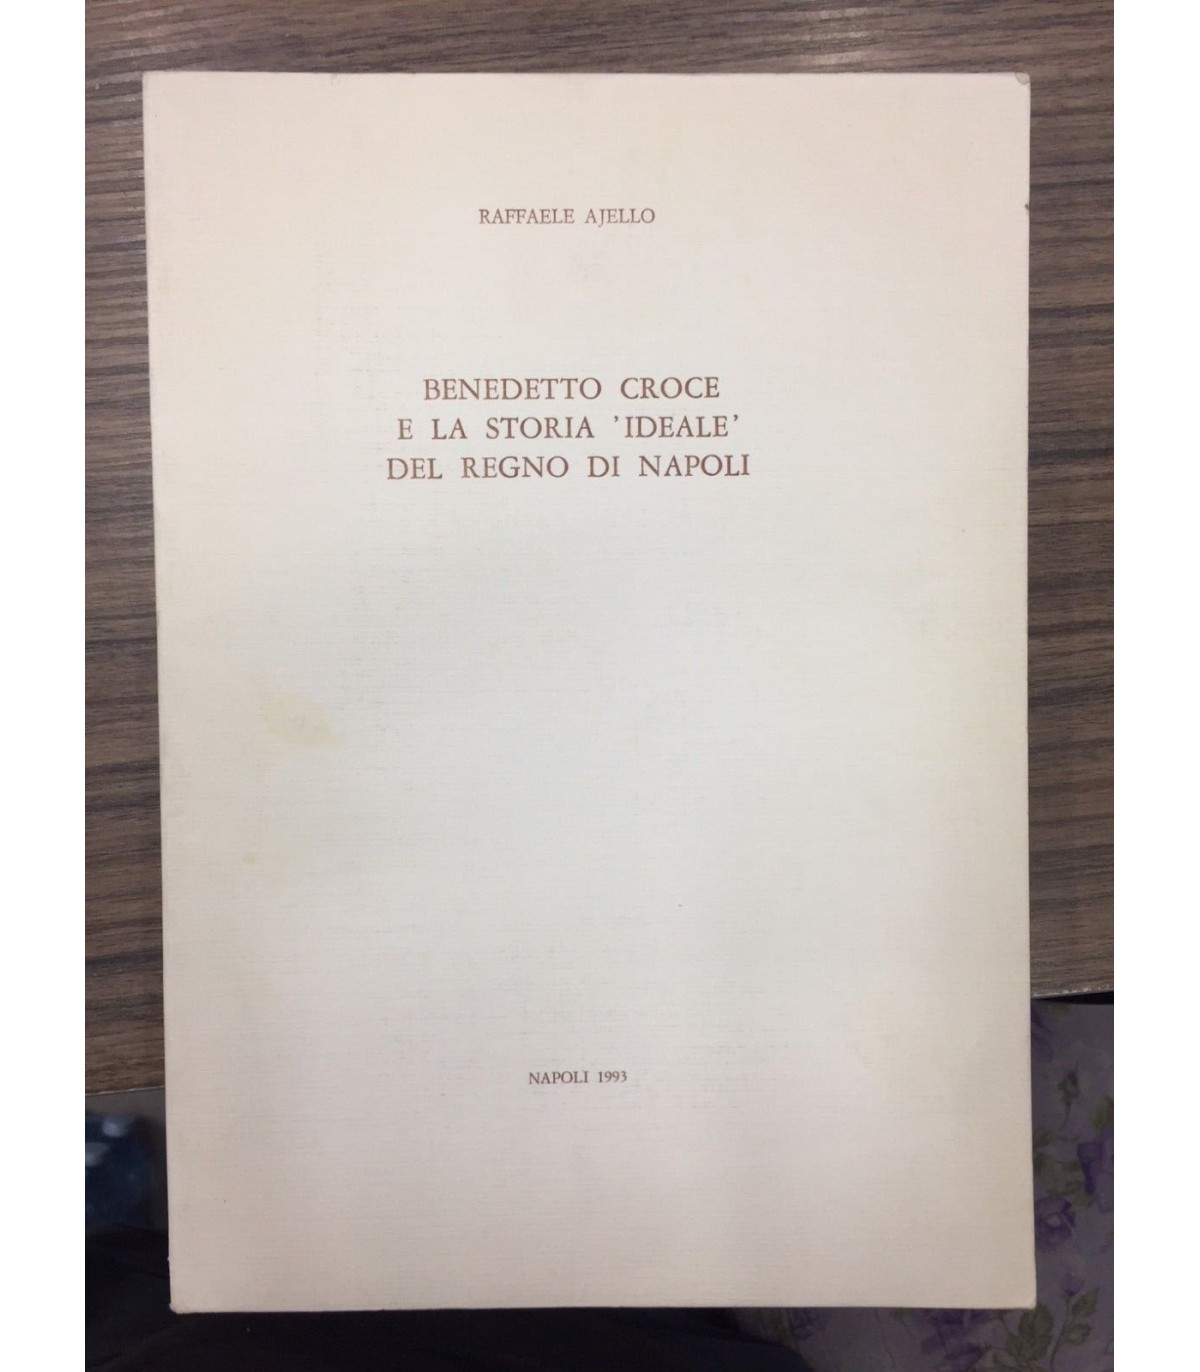 RAFFAELE AJELLO
BENEDETTO CROCE
E LA STORIA 'IDEALE'
DEL REGNO DI NAPOLI
NAPOLI 1993